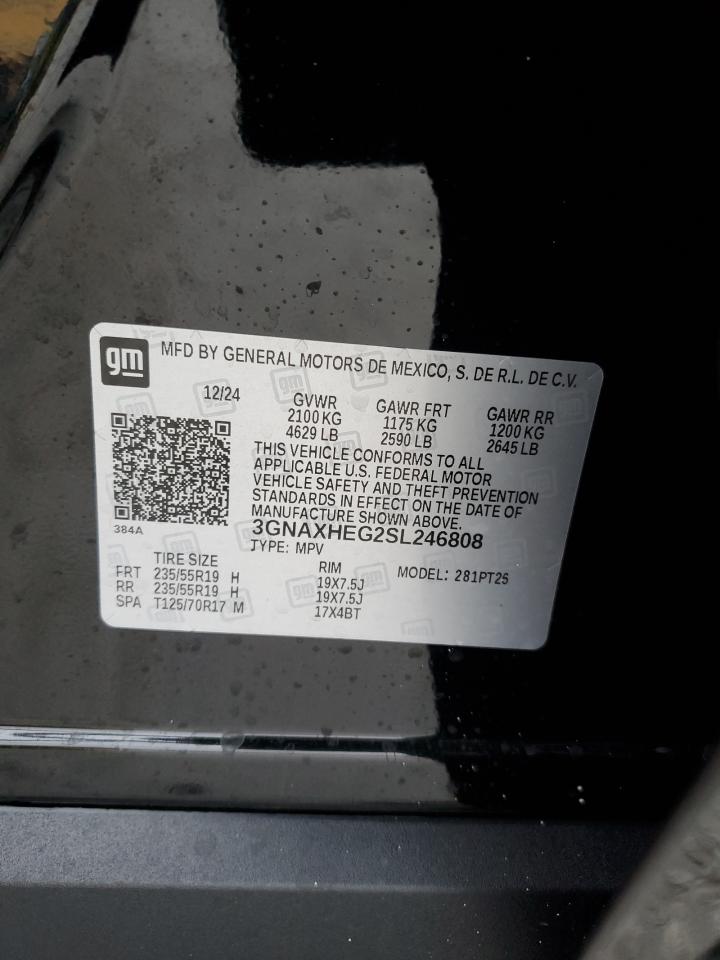 gm
MFD BY GENERAL MOTORS DE MEXICO, S. DE R.L. DE C.V.
12/24
GVWR GAWR FRT GAWR RR
2100 KG 1175 KG 1200 KG
4629 LB 2590 LB 2645 LB
THIS VEHICLE CONFORMS TO ALL
APPLICABLE U.S. FEDERAL MOTOR
VEHICLE SAFETY AND THEFT PREVENTION
STANDARDS IN EFFECT ON THE DATE OF
MANUFACTURE SHOWN ABOVE.
384A
3GNAXHEG2SL246808
TYPE: MPV
TIRE SIZE RIM MODEL: 281PT25
FRT 235/55R19 H 19X7.5J
RR 235/55R19 H 19X7.5J
SPA T125/70R17 M 17X4BT